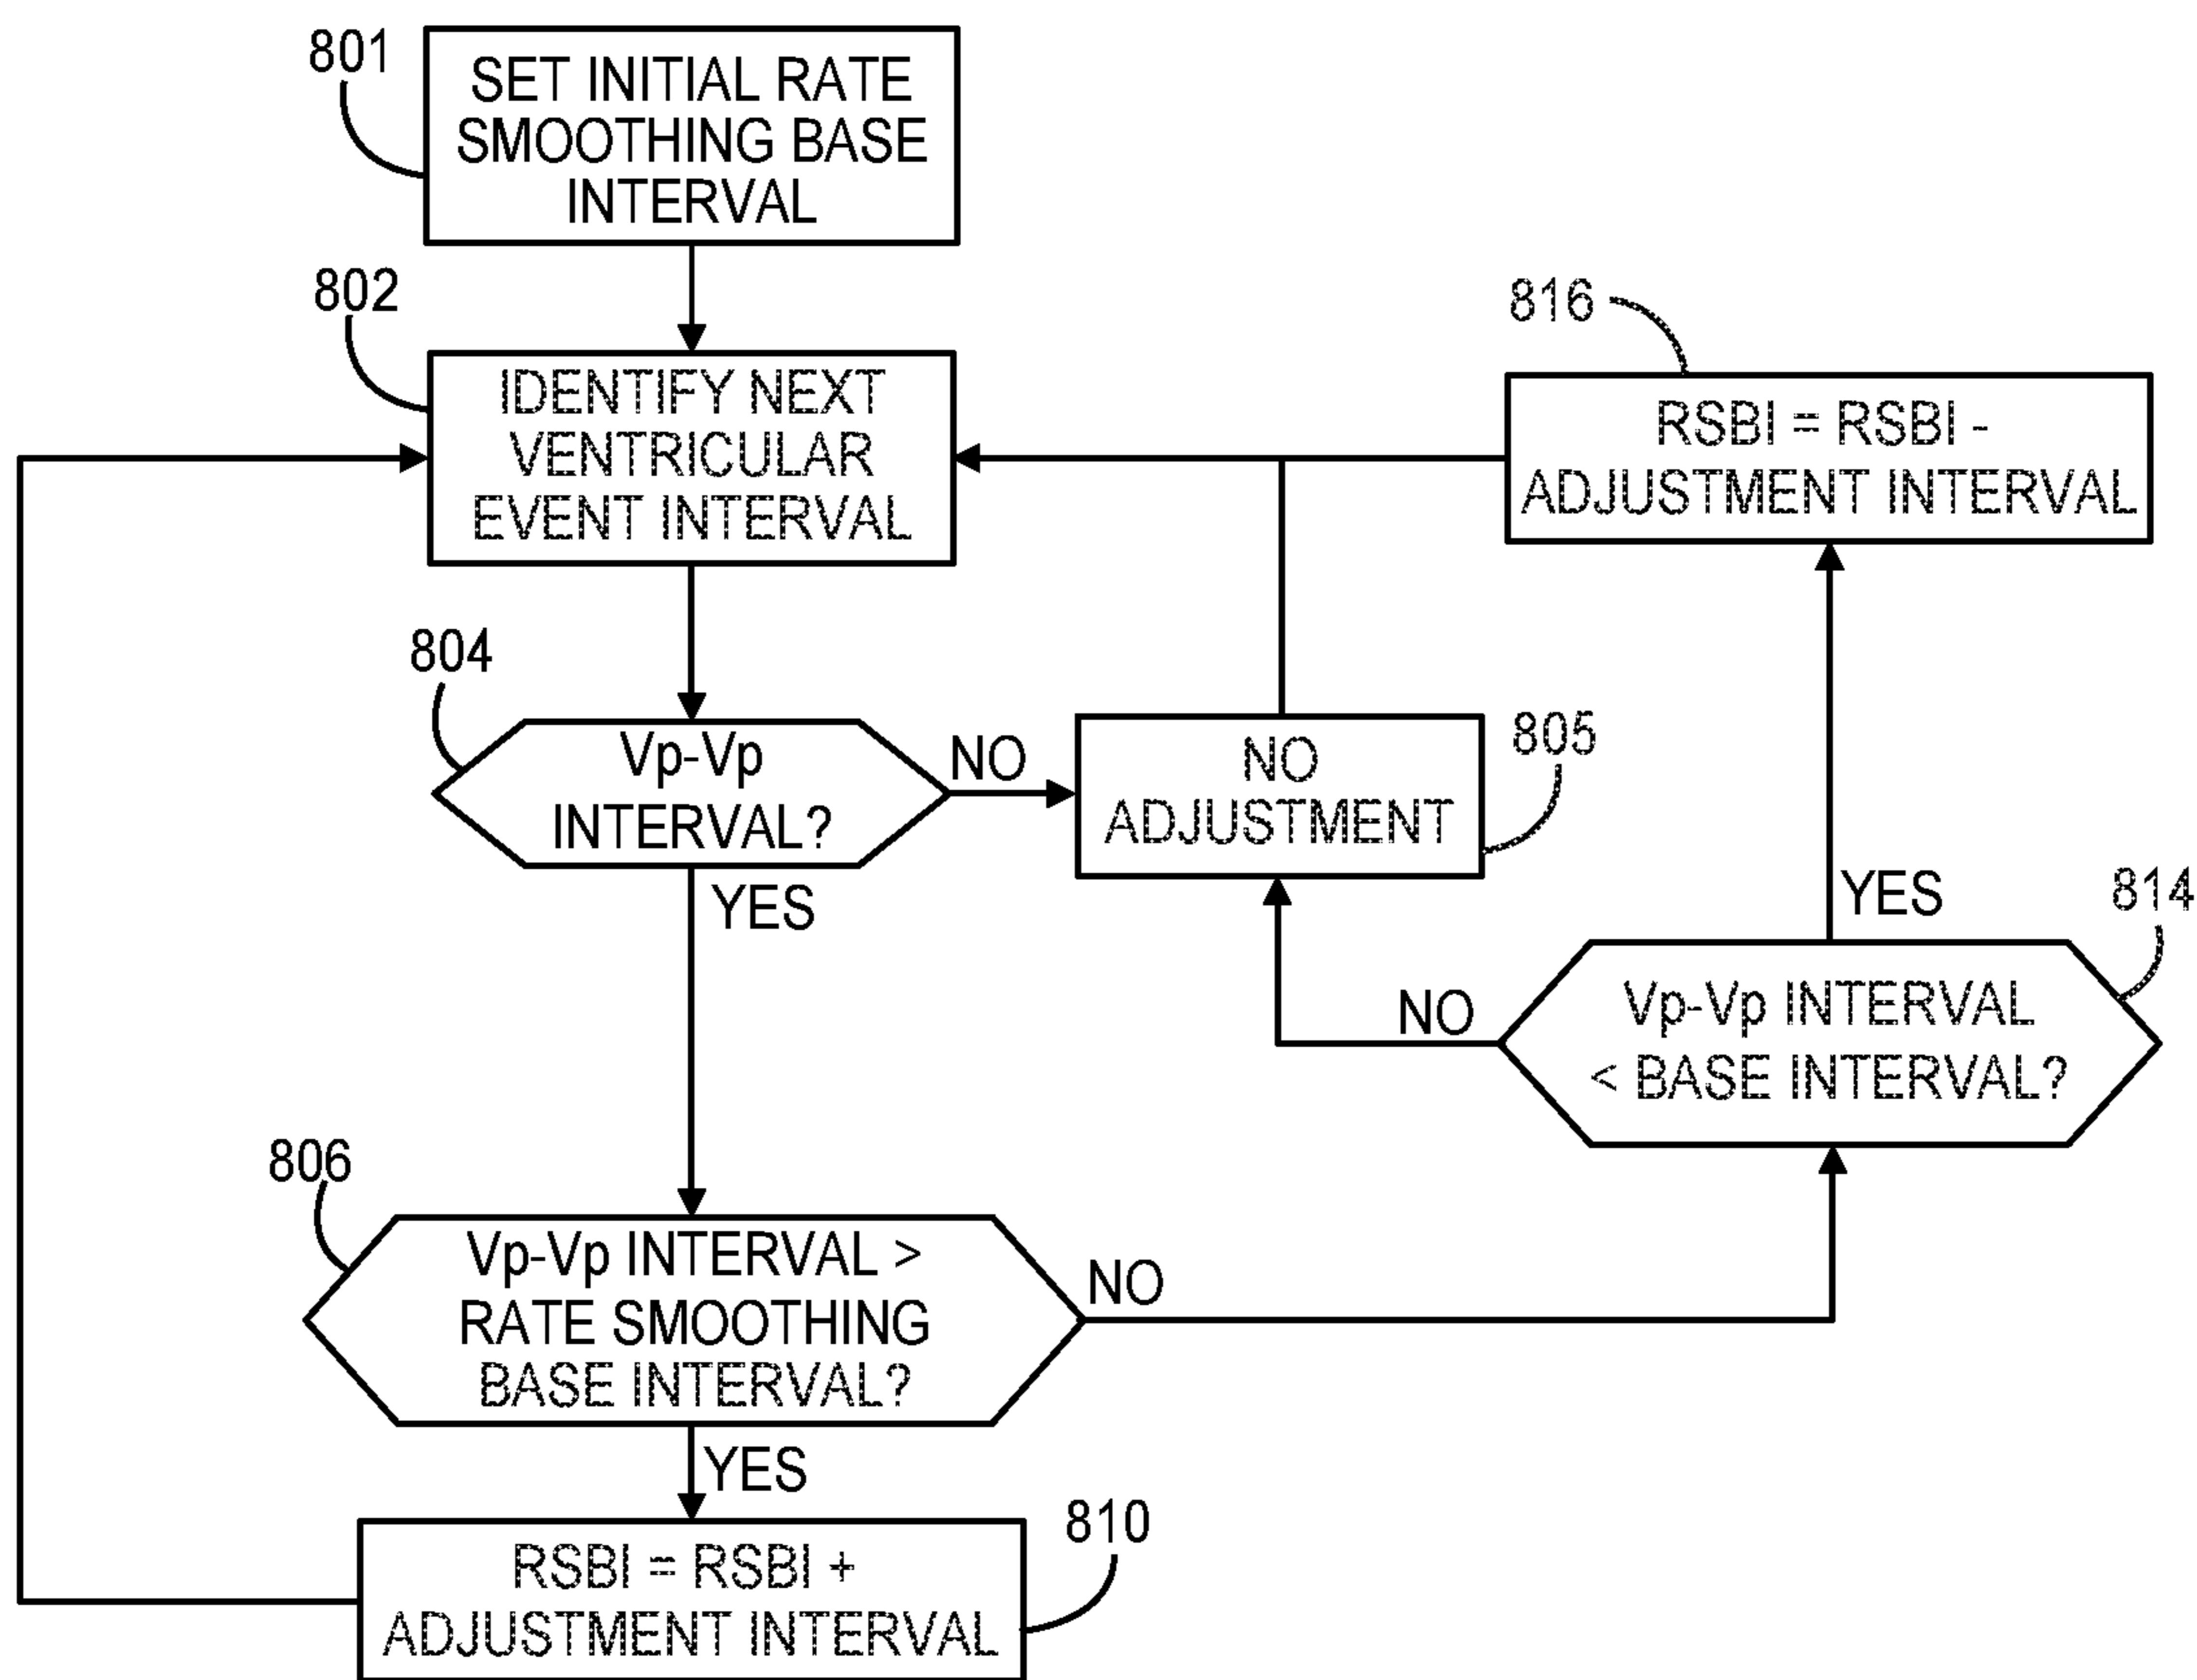 801
SET INITIAL RATE
SMOOTHING BASE
INTERVAL
802
IDENTIFY NEXT
VENTRICULAR
EVENT INTERVAL
816
RSBI = RSBI -
ADJUSTMENT INTERVAL
804
Vp-Vp
INTERVAL?
NO
YES
NO
ADJUSTMENT
805
YES
814
NO
Vp-Vp INTERVAL
< BASE INTERVAL?
806
Vp-Vp INTERVAL >
RATE SMOOTHING
BASE INTERVAL?
NO
YES
810
RSBI = RSBI +
ADJUSTMENT INTERVAL